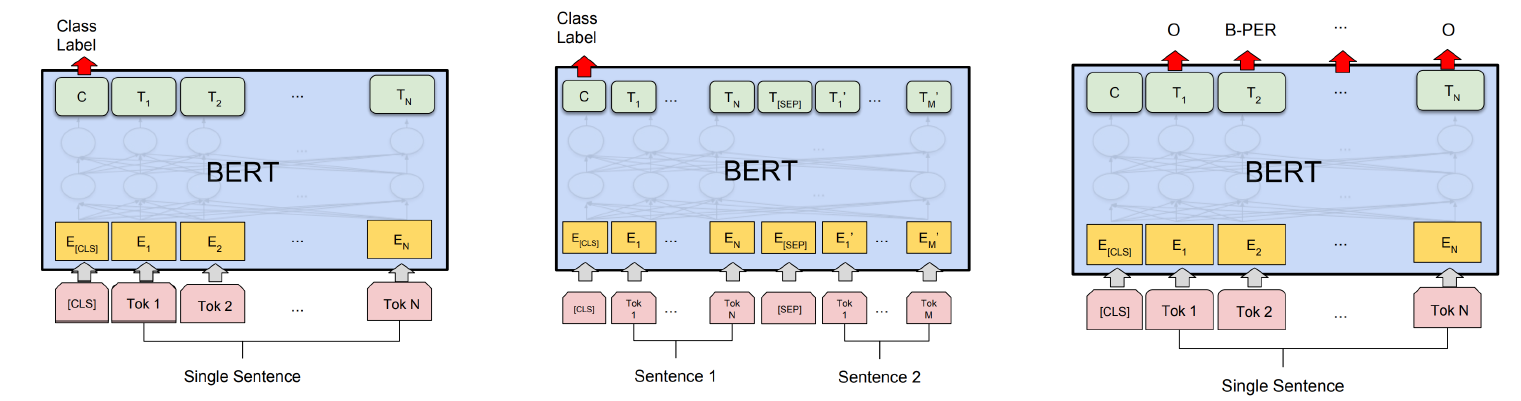 Class
Label
C T1 T2 ... TN
BERT
E[CLS] E1 E2 ... EN
[CLS] Tok 1 Tok 2 ... Tok N
Single Sentence
Class
Label
C T1 ... TN T[SEP] T1' ... TM'
BERT
E[CLS] E1 ... EN E[SEP] E1' ... EM'
[CLS] Tok 1 ... Tok N [SEP] Tok 1 ... Tok M
Sentence 1 Sentence 2
O B-PER ... O
C T1 T2 ... TN
BERT
E[CLS] E1 E2 ... EN
[CLS] Tok 1 Tok 2 ... Tok N
Single Sentence